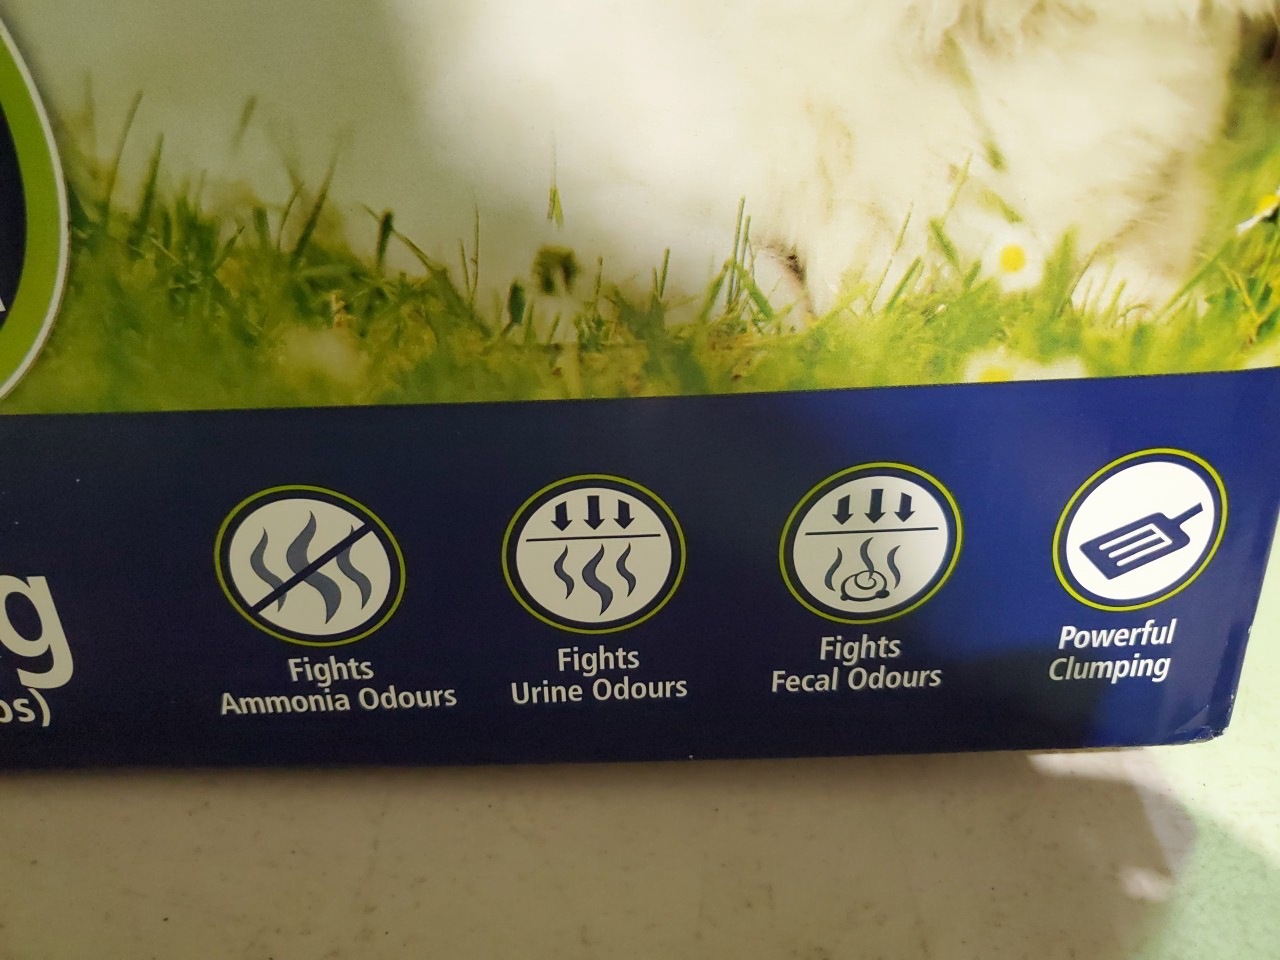 g
Fights
Ammonia Odours
Fights
Urine Odours
Fights
Fecal Odours
Powerful
Clumping